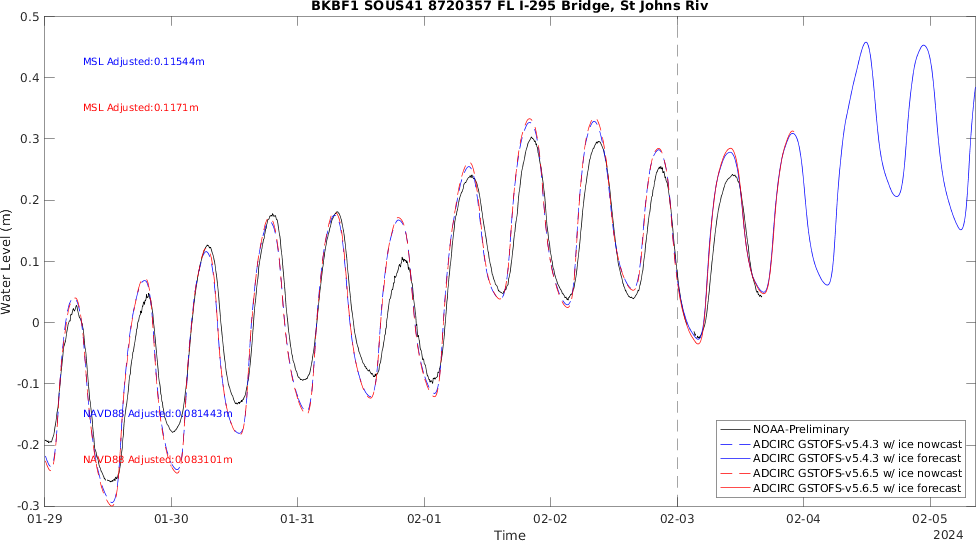 BKBF1 SOUS41 8720357 FL I-295 Bridge, St Johns Riv
0.5
0.4
0.3
0.2
0.1
0
-0.1
-0.2
-0.3
Water Level (m)
MSL Adjusted:0.11544m
MSL Adjusted:0.1171m
NAVD88 Adjusted:0.081443m
NAVD88 Adjusted:0.083101m
NOAA-Preliminary
ADCIRC GSTOFS-v5.4.3 w/ ice nowcast
ADCIRC GSTOFS-v5.4.3 w/ ice forecast
ADCIRC GSTOFS-v5.6.5 w/ ice nowcast
ADCIRC GSTOFS-v5.6.5 w/ ice forecast
01-29 01-30 01-31 02-01 02-02 02-03 02-04 02-05
Time
2024